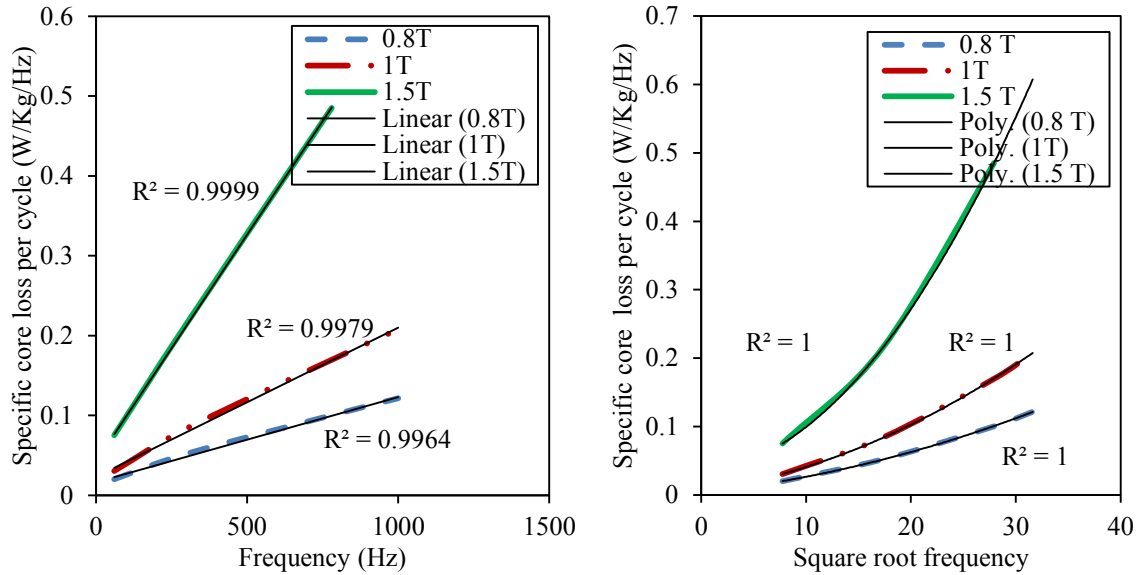 Specific core loss per cycle (W/Kg/Hz)
0.6
0.5
0.4
0.3
0.2
0.1
0
0.8T
1T
1.5T
Linear (0.8T)
Linear (1T)
Linear (1.5T)
R² = 0.9999
R² = 0.9979
R² = 0.9964
0
500
1000
1500
Frequency (Hz)
Specific core loss per cycle (W/Kg/Hz)
0.7
0.6
0.5
0.4
0.3
0.2
0.1
0
0.8 T
1T
1.5 T
Poly. (0.8 T)
Poly. (1T)
Poly. (1.5 T)
R² = 1
R² = 1
R² = 1
0
10
20
30
40
Square root frequency